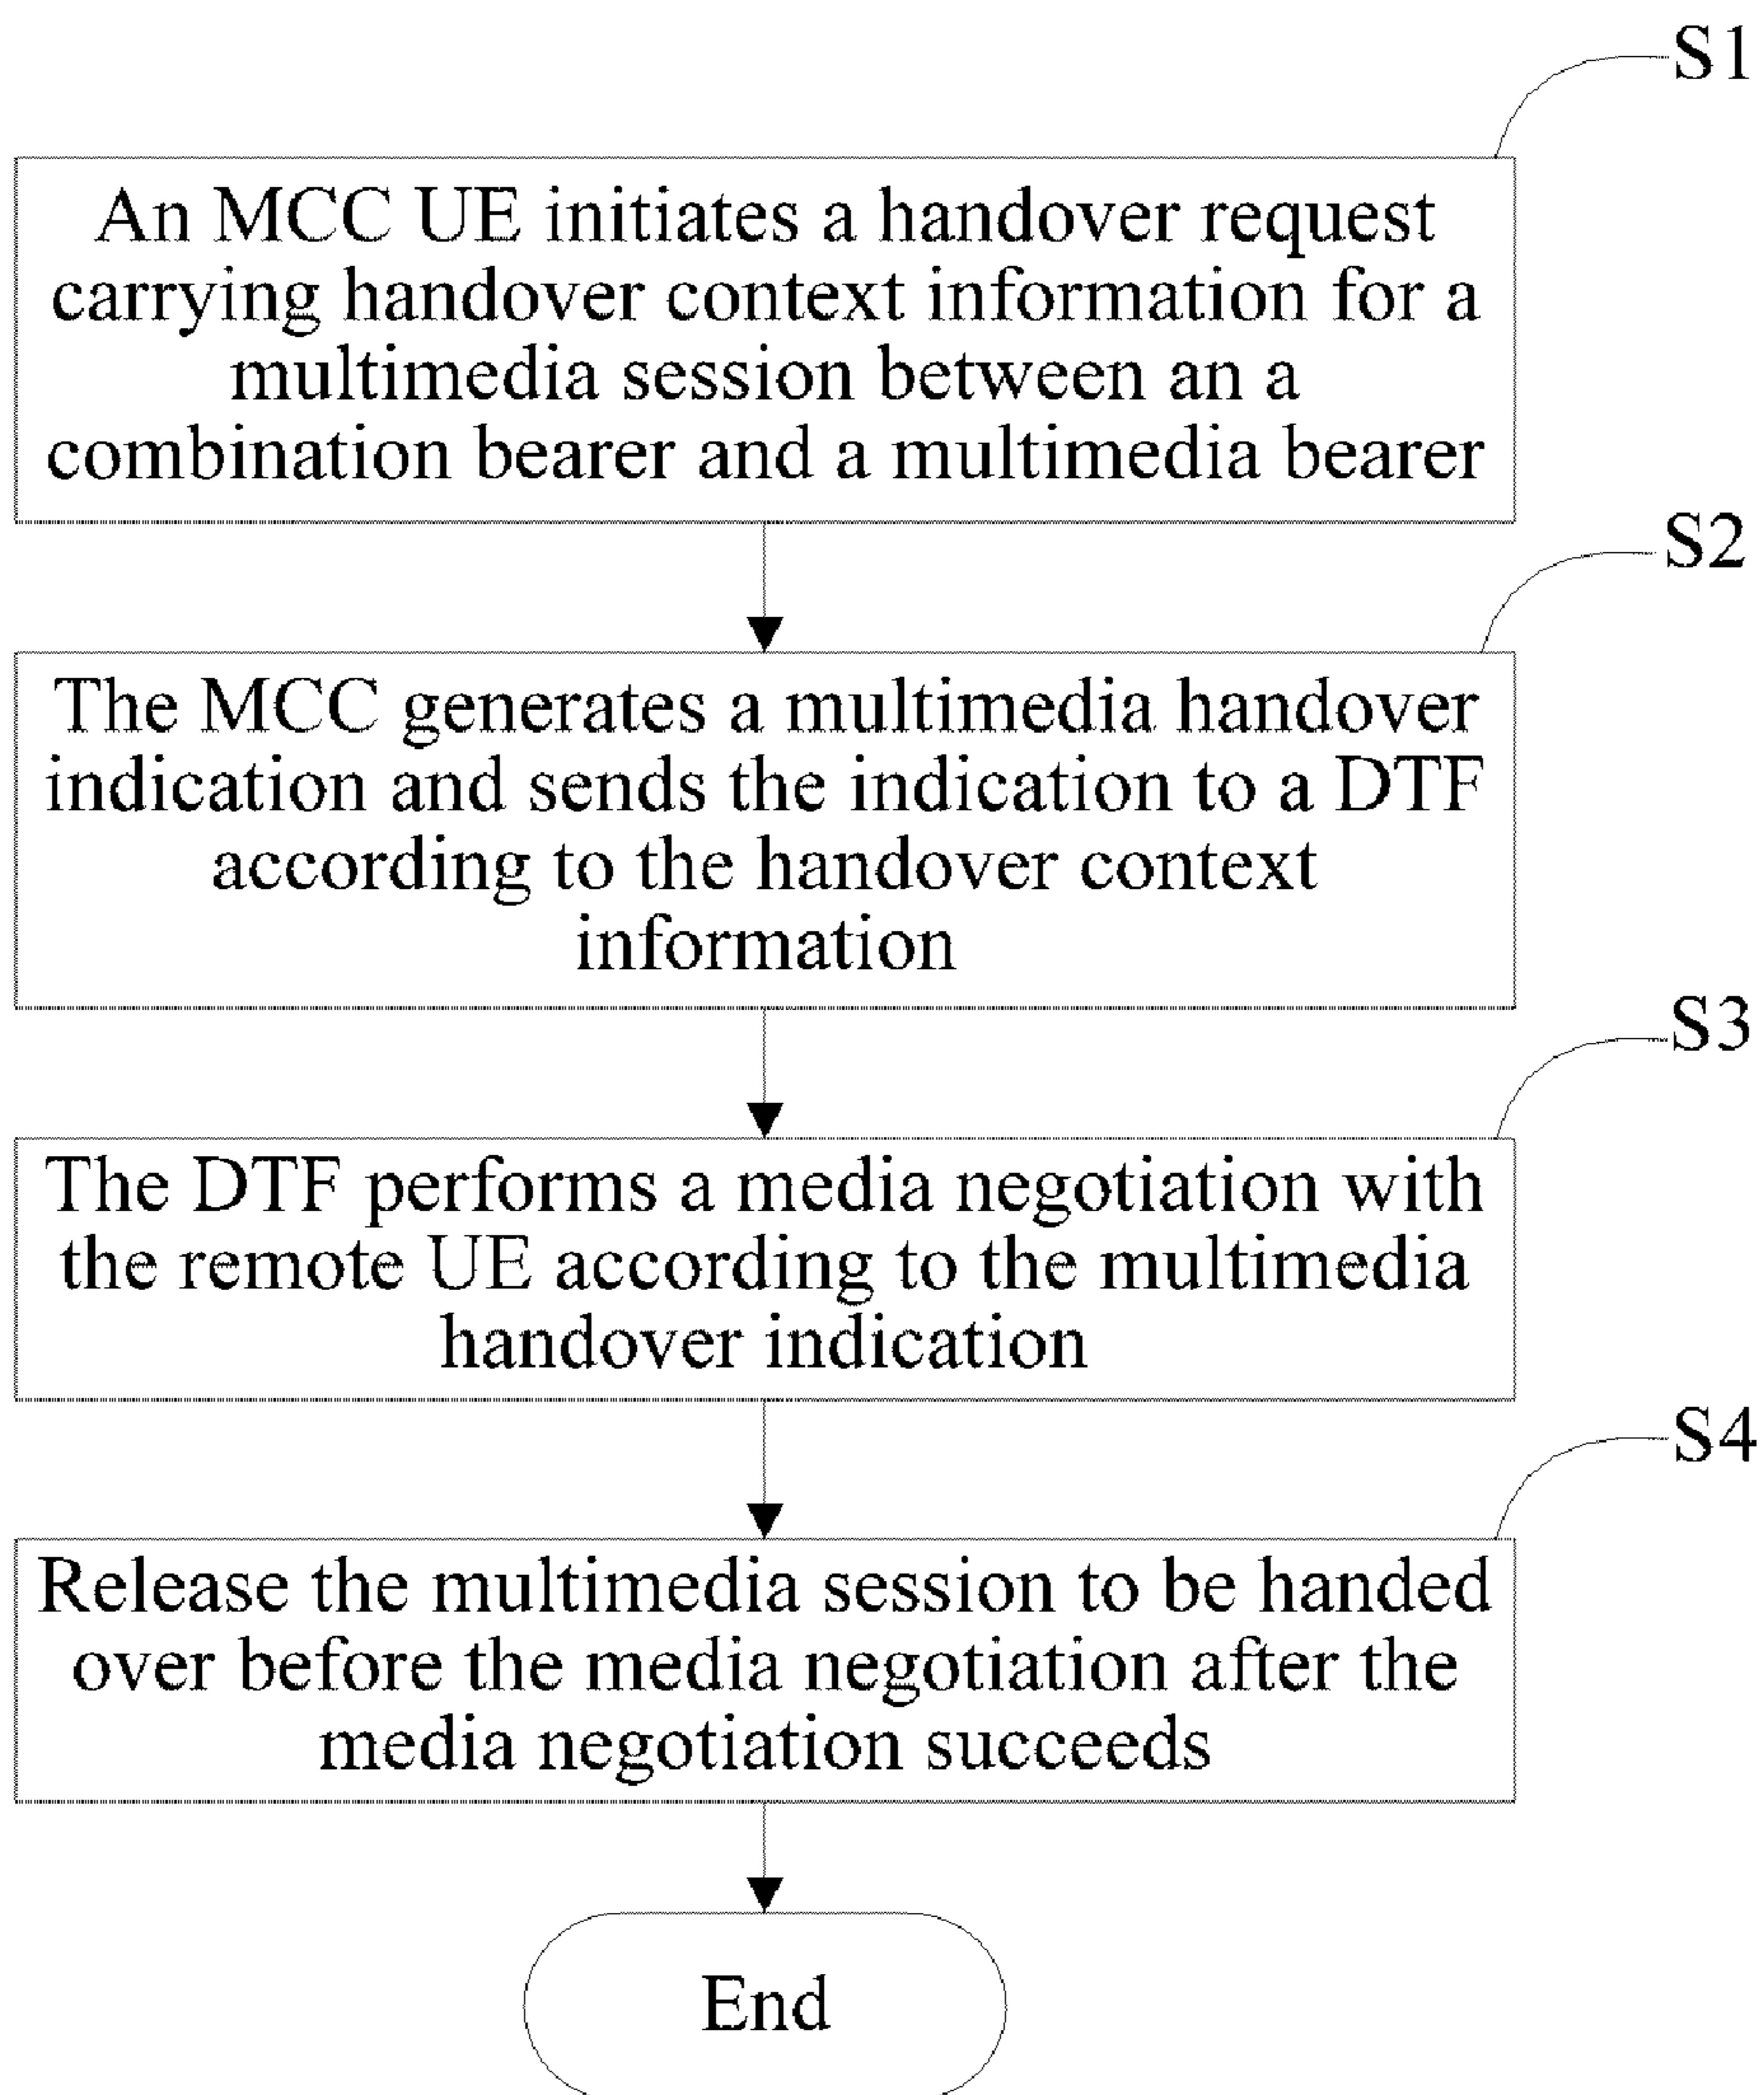 S1
An MCC UE initiates a handover request
carrying handover context information for a
multimedia session between an a
combination bearer and a multimedia bearer
S2
The MCC generates a multimedia handover
indication and sends the indication to a DTF
according to the handover context
information
S3
The DTF performs a media negotiation with
the remote UE according to the multimedia
handover indication
S4
Release the multimedia session to be handed
over before the media negotiation after the
media negotiation succeeds
End